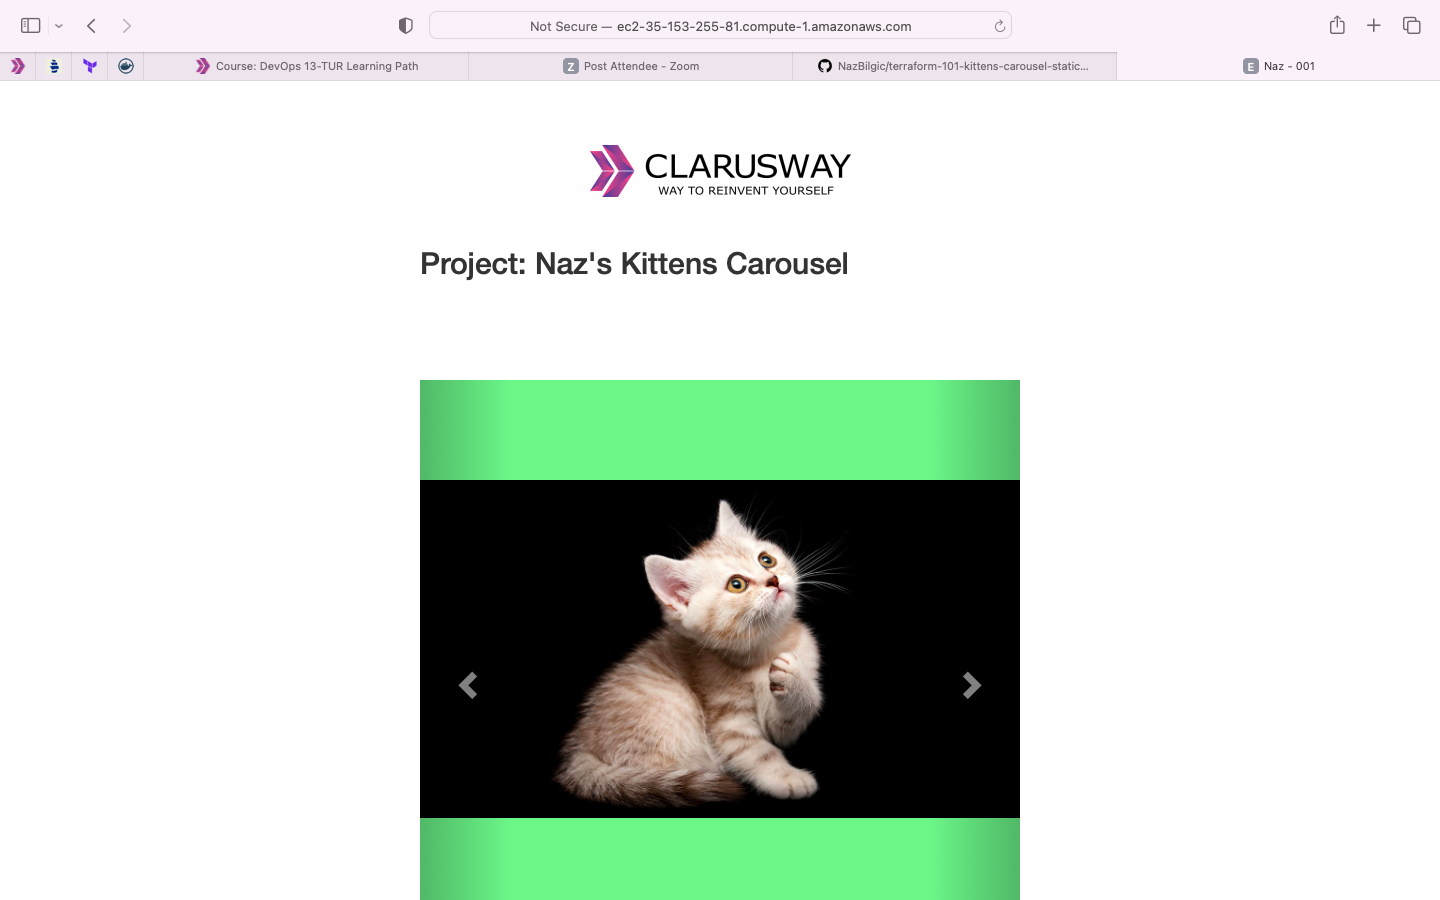 Not Secure — ec2-35-153-255-81.compute-1.amazonaws.com
Course: DevOps 13-TUR Learning Path
Z Post Attendee - Zoom
NazBilgic/terraform-101-kittens-carousel-static...
E Naz - 001
CLARUSWAY
WAY TO REINVENT YOURSELF
Project: Naz's Kittens Carousel